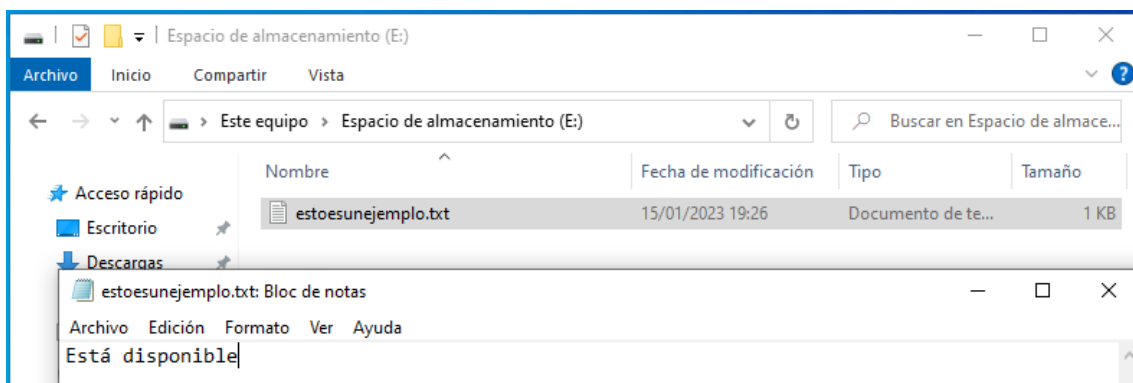 Espacio de almacenamiento (E:)
Archivo Inicio Compartir Vista
Este equipo > Espacio de almacenamiento (E:)
Buscar en Espacio de almace...
Nombre Fecha de modificación Tipo Tamaño
Acceso rápido
estoesunejemplo.txt 15/01/2023 19:26 Documento de te... 1 KB
Escritorio
Descargas
estoesunejemplo.txt: Bloc de notas
Archivo Edición Formato Ver Ayuda
Está disponible